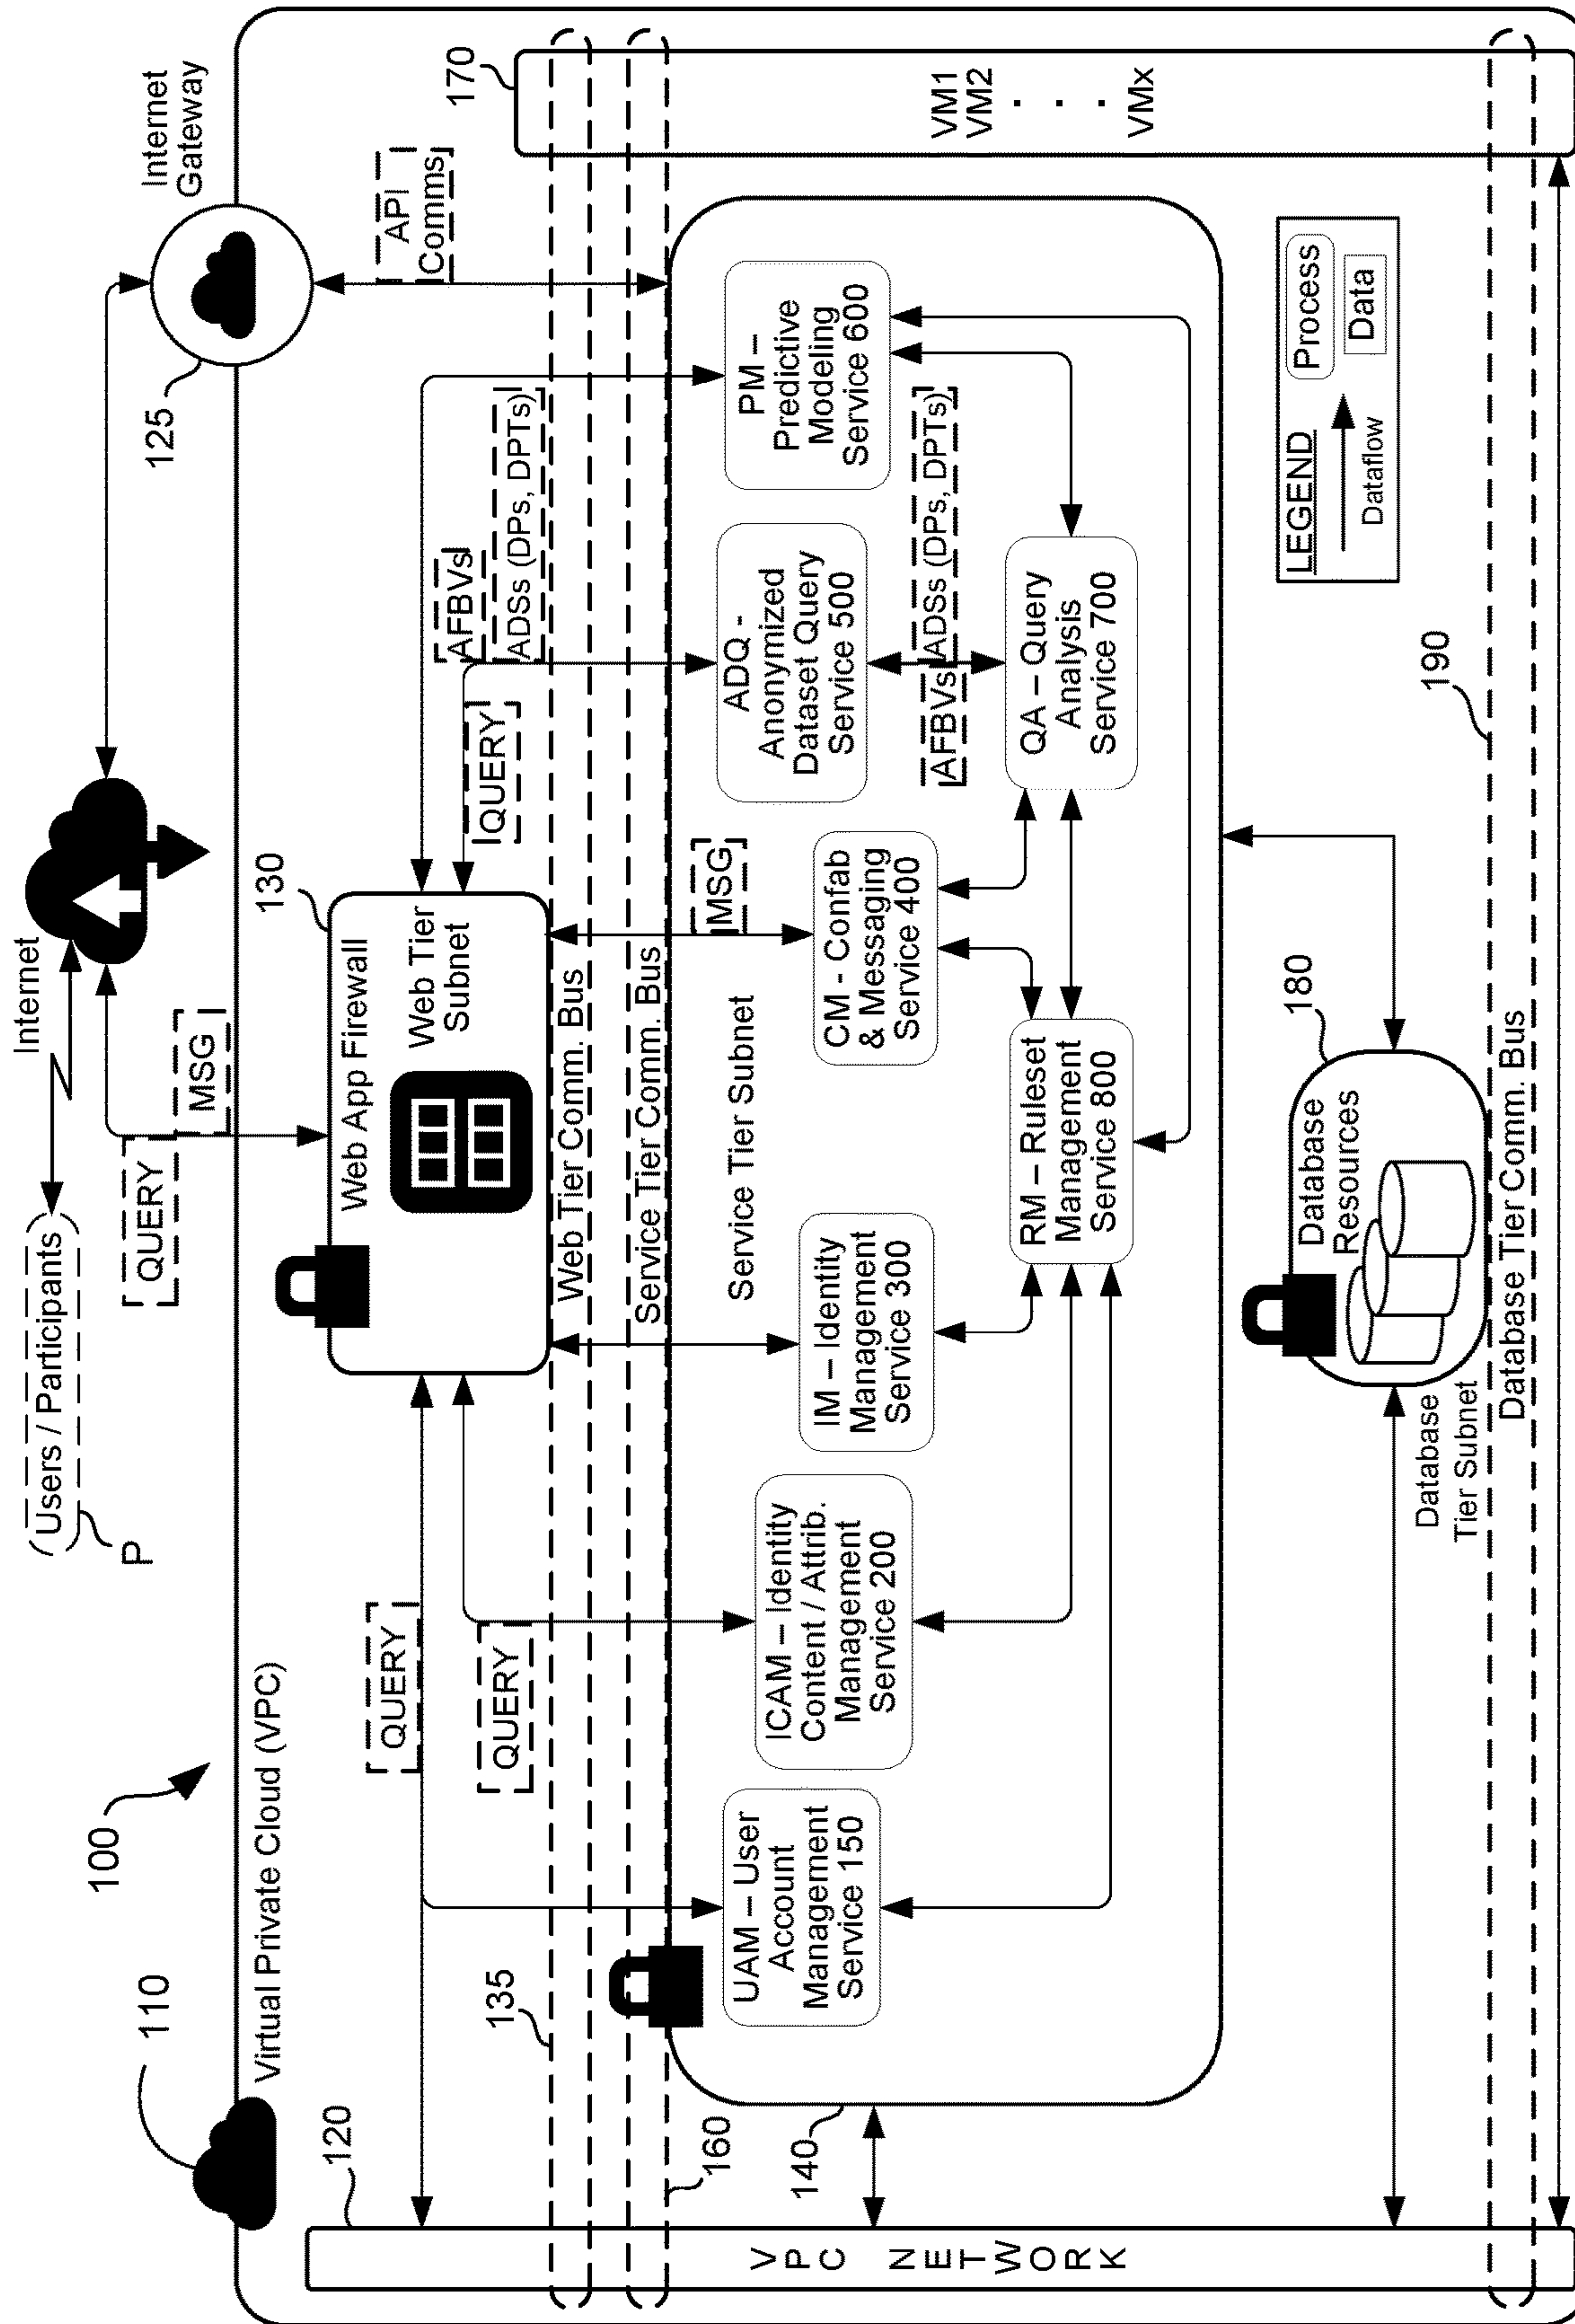 100
110
Virtual Private Cloud (VPC)
Users / Participants
P
Internet
QUERY
MSG
Internet
Gateway
125
API
Comms
120
V
P
C
N
E
T
W
O
R
K
130
Web App Firewall
Web Tier
Subnet
QUERY
QUERY
QUERY
AFBVs
ADSs (DPs, DPTs)
135
Web Tier Comm. Bus
Service Tier Comm. Bus
160
140
Service Tier Subnet
MSG
UAM – User
Account
Management
Service 150
ICAM – Identity
Content / Attrib.
Management
Service 200
IM – Identity
Management
Service 300
CM - Confab
& Messaging
Service 400
ADQ -
Anonymized
Dataset Query
Service 500
PM –
Predictive
Modeling
Service 600
AFBVs
ADSs (DPs, DPTs)
RM – Ruleset
Management
Service 800
QA – Query
Analysis
Service 700
170
VM1
VM2
.
.
.
VMx
180
Database
Resources
Database
Tier Subnet
190
Database Tier Comm. Bus
LEGEND
Dataflow
Process
Data